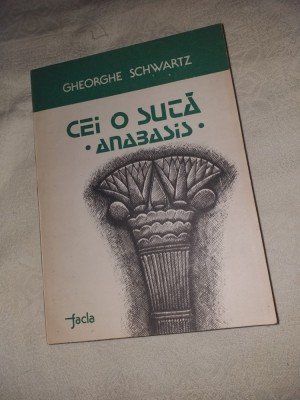 GHEORGHE SCHWARTZ
CEI O SUTĂ
• ANABASIS •
facla